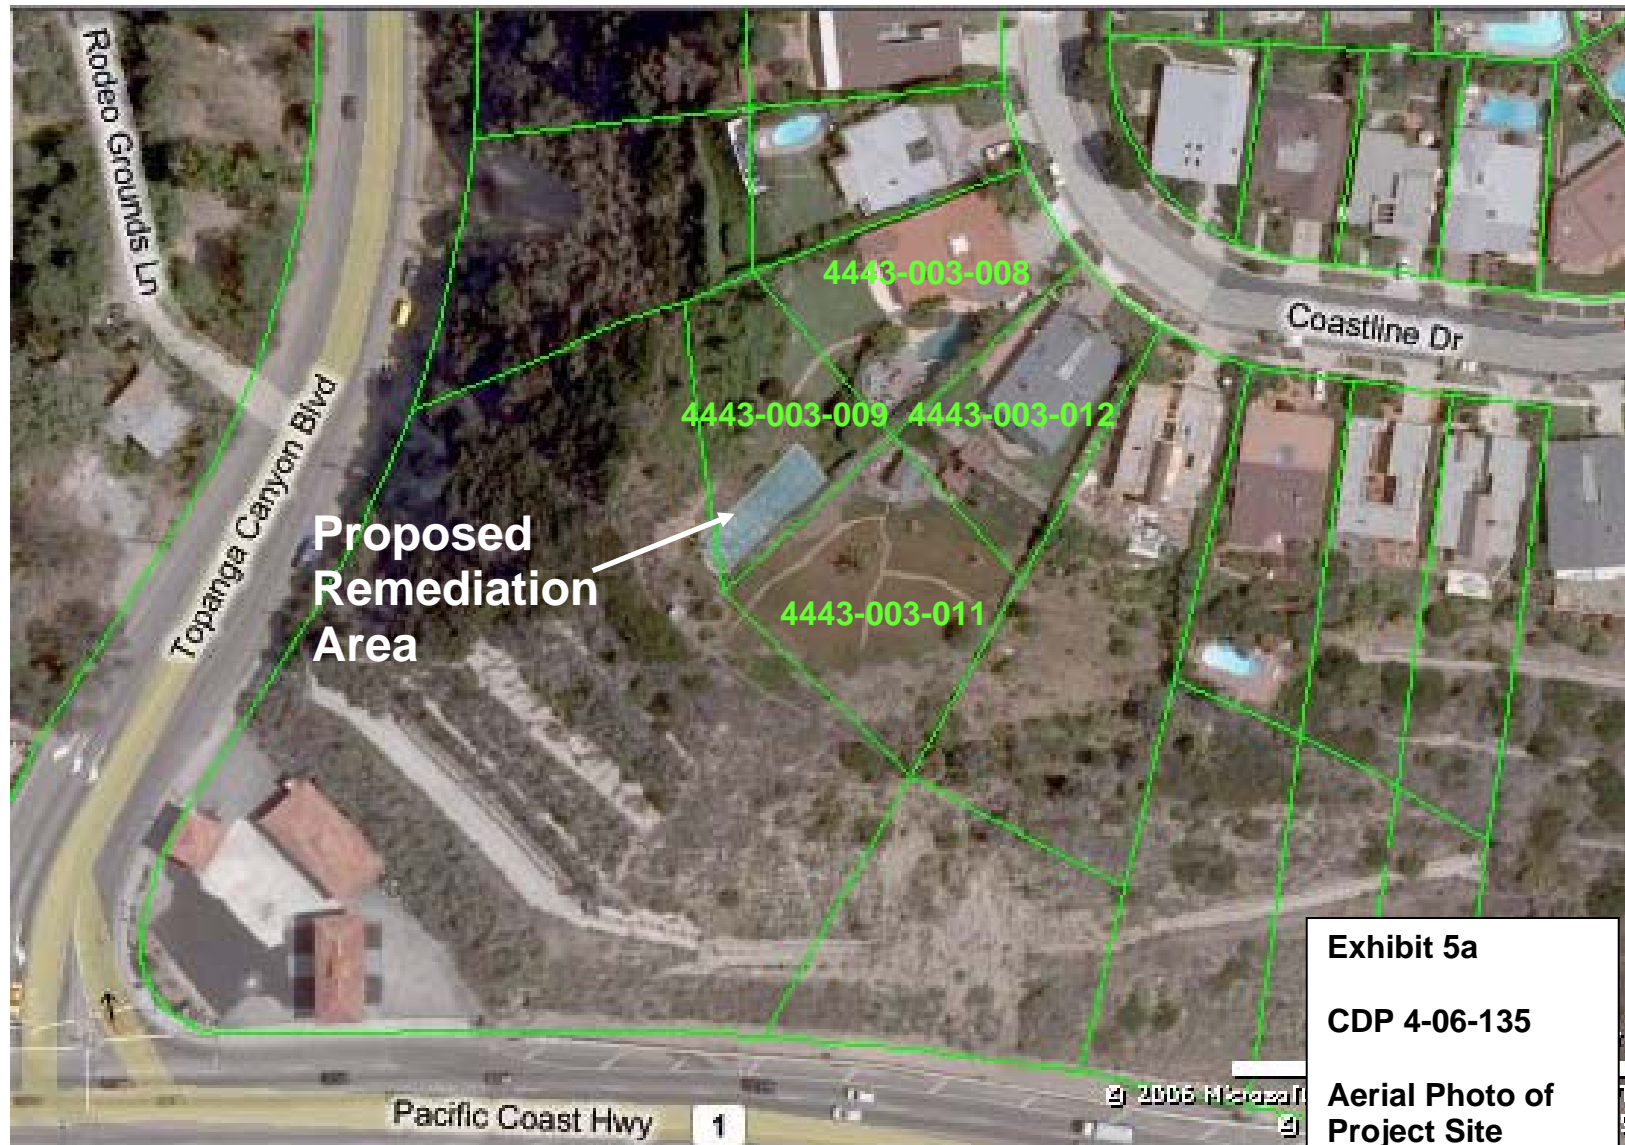 Rodeo Grounds Ln
4443-003-008
Coastline Dr
4443-003-009 4443-003-012
Topanga Canyon Blvd
Proposed
Remediation
Area
4443-003-011
Exhibit 5a
CDP 4-06-135
© 2006
Aerial Photo of
Project Site
Pacific Coast Hwy 1